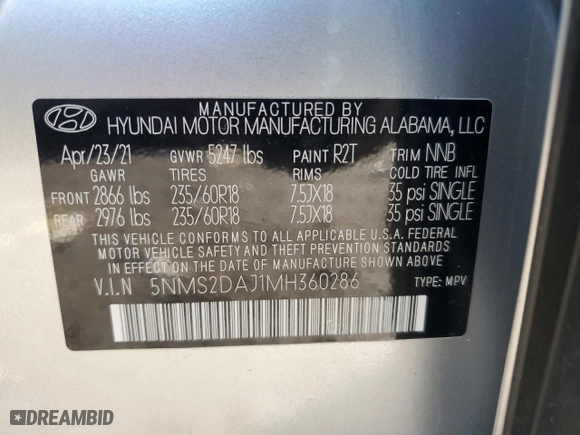 MANUFACTURED BY
HYUNDAI MOTOR MANUFACTURING ALABAMA, LLC
Apr/23/21 GVWR 5247 lbs PAINT R2T TRIM NNB
GAWR TIRES RIMS COLD TIRE INFL
FRONT 2866 lbs 235/60R18 7.5JX18 35 psi SINGLE
REAR 2976 lbs 235/60R18 7.5JX18 35 psi SINGLE
THIS VEHICLE CONFORMS TO ALL APPLICABLE U.S.A. FEDERAL
MOTOR VEHICLE SAFETY AND THEFT PREVENTION STANDARDS
IN EFFECT ON THE DATE OF MANUFACTURE SHOWN ABOVE
V.I.N 5NMS2DAJ1MH360286 TYPE: MPV
DREAMBID